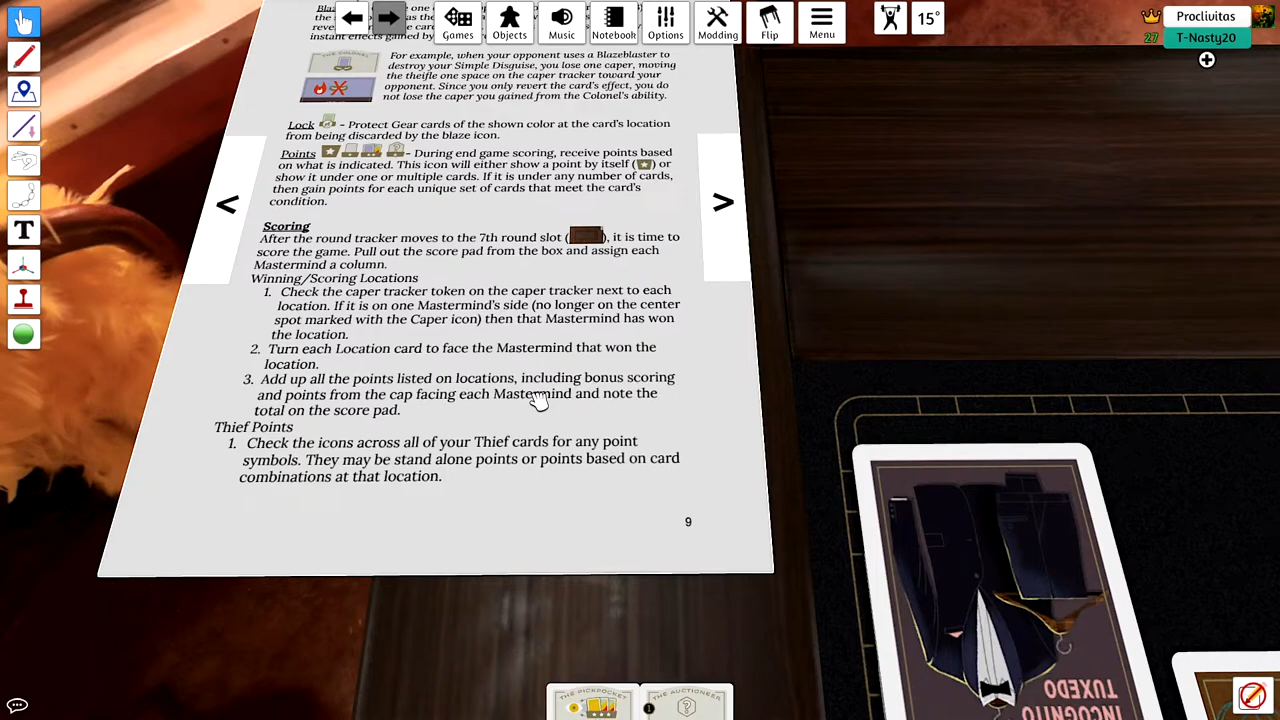 Games
Objects
Music
Notebook
Options
Modding
Flip
Menu
15°
Proclivitas
27 T-Nasty20
instant effects gained by
THE COLONEL
For example, when your opponent uses a Blazeblaster to
destroy your Simple Disguise, you lose one caper, moving
the theifle one space on the caper tracker toward your
opponent. Since you only revert the card's effect, you do
not lose the caper you gained from the Colonel's ability.
Lock - Protect Gear cards of the shown color at the card's location
from being discarded by the blaze icon.
Points - During end game scoring, receive points based
on what is indicated. This icon will either show a point by itself ( ) or
show it under one or multiple cards. If it is under any number of cards,
then gain points for each unique set of cards that meet the card's
condition.
Scoring
After the round tracker moves to the 7th round slot ( ), it is time to
score the game. Pull out the score pad from the box and assign each
Mastermind a column.
Winning/Scoring Locations
1. Check the caper tracker token on the caper tracker next to each
location. If it is on one Mastermind's side (no longer on the center
spot marked with the Caper icon) then that Mastermind has won
the location.
2. Turn each Location card to face the Mastermind that won the
location.
3. Add up all the points listed on locations, including bonus scoring
and points from the cap facing each Mastermind and note the
total on the score pad.
Thief Points
1. Check the icons across all of your Thief cards for any point
symbols. They may be stand alone points or points based on card
combinations at that location.
9
< >
THE PICKPOCKET
THE AUCTIONEER
1
INCOGNITO
TUXEDO
T